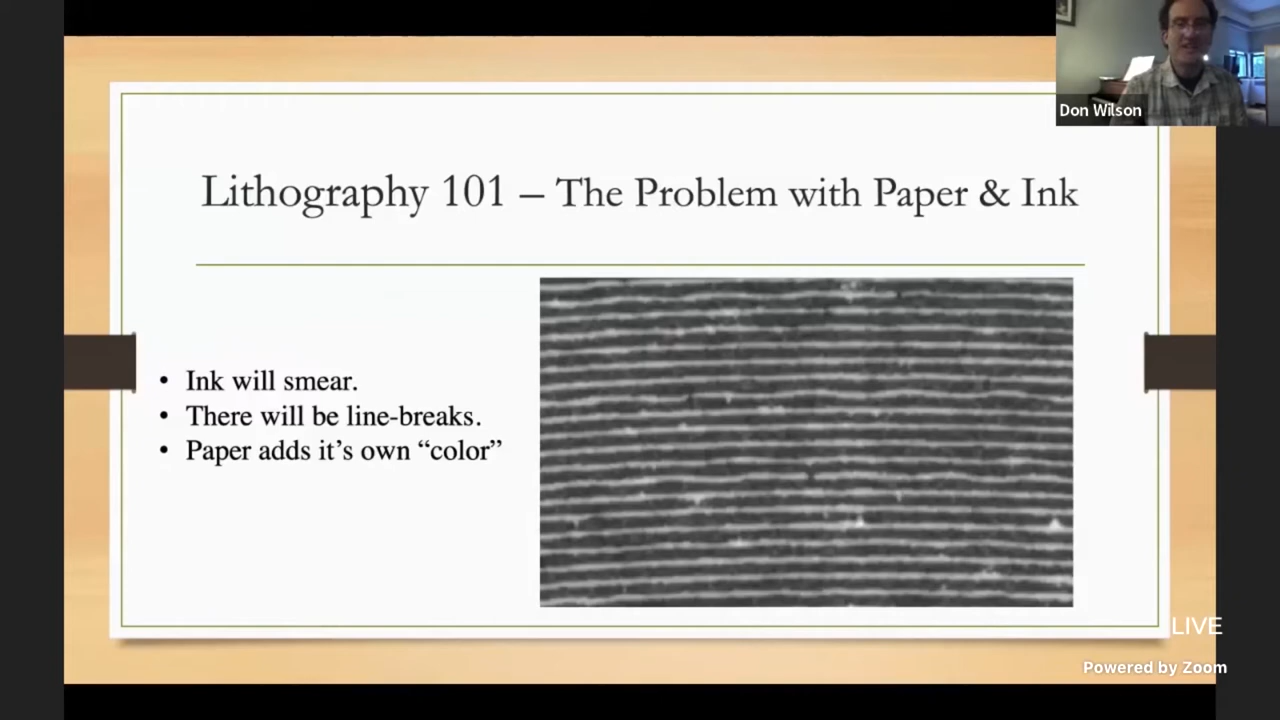 Don Wilson
Lithography 101 – The Problem with Paper & Ink
• Ink will smear.
• There will be line-breaks.
• Paper adds it’s own “color”
LIVE
Powered by Zoom